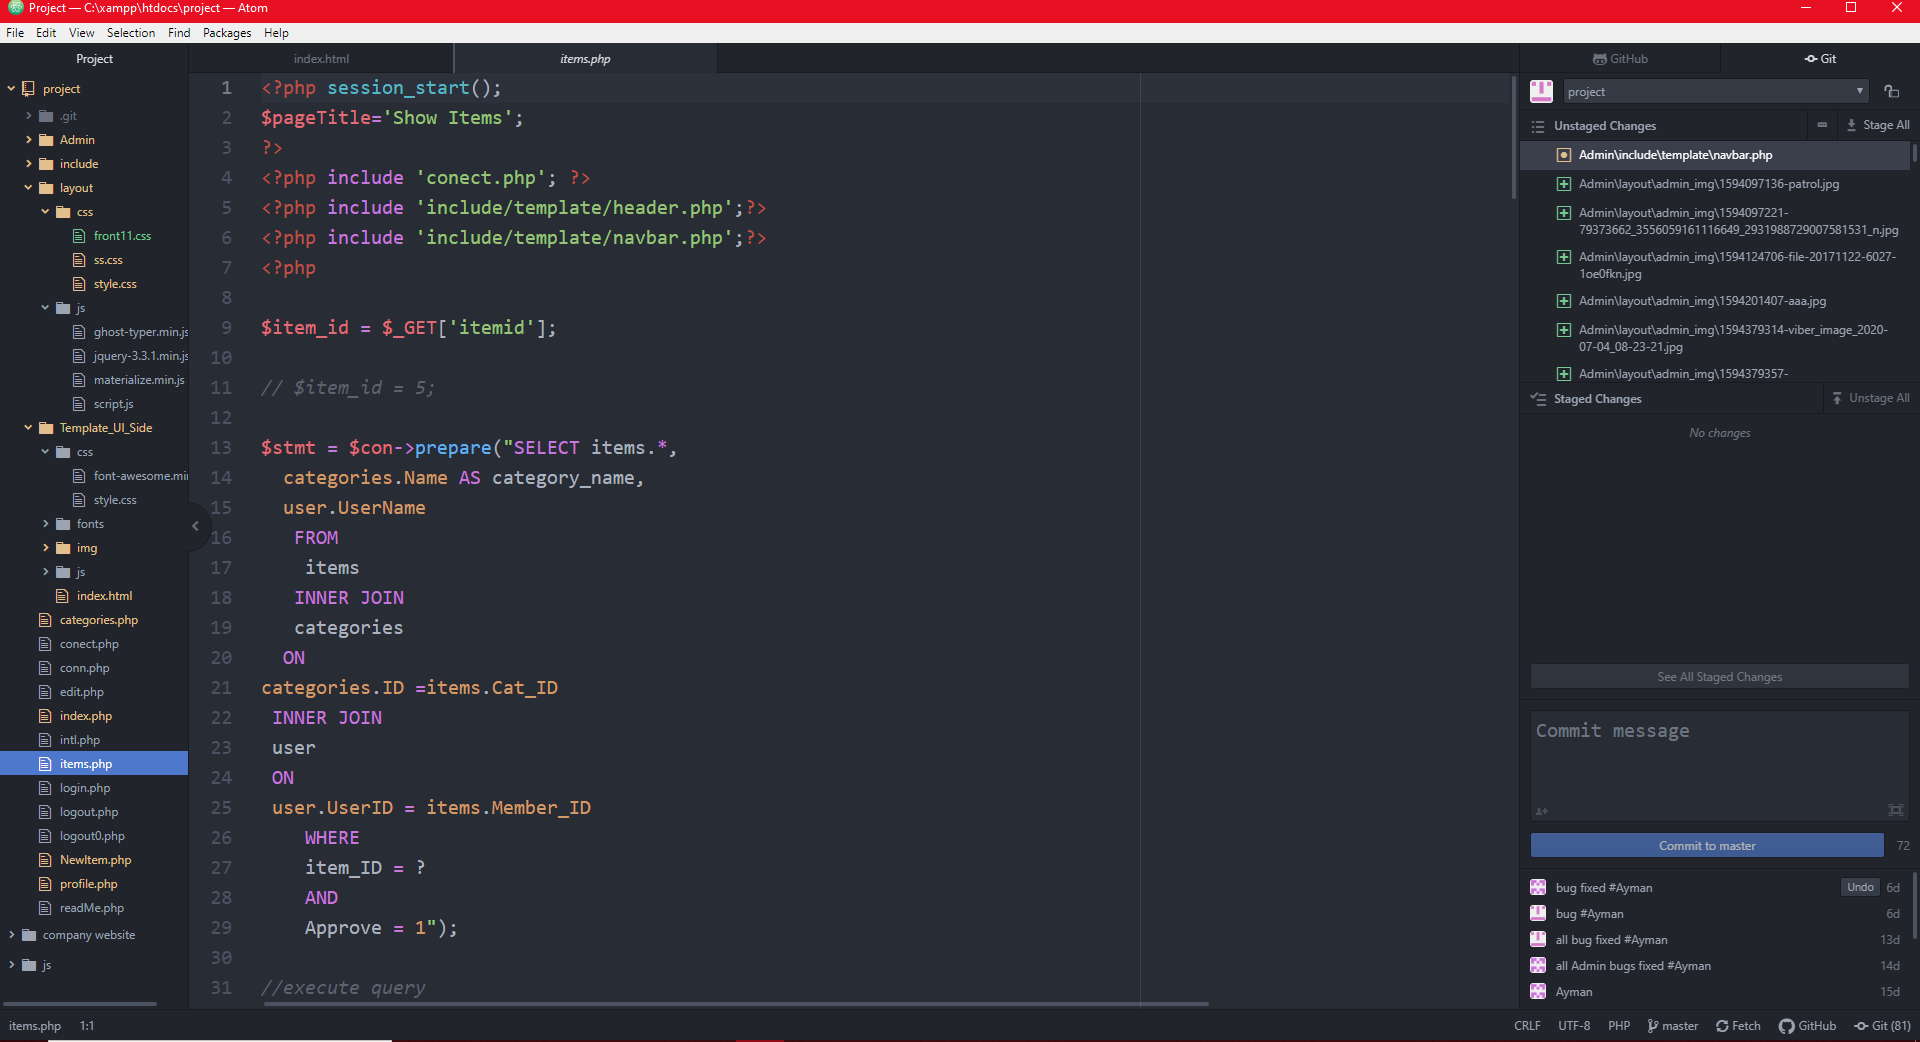 Project — C:\xampp\htdocs\project — Atom
File Edit View Selection Find Packages Help
Project
project
.git
Admin
include
layout
css
front11.css
ss.css
style.css
js
ghost-typer.min.js
jquery-3.3.1.min.js
materialize.min.js
script.js
Template_UI_Side
css
font-awesome.mi
style.css
fonts
img
js
index.html
categories.php
conect.php
conn.php
edit.php
index.php
intl.php
items.php
login.php
logout.php
logout0.php
NewItem.php
profile.php
readMe.php
company website
js
index.html
items.php
1 <?php session_start();
2 $pageTitle='Show Items';
3 ?>
4 <?php include 'conect.php'; ?>
5 <?php include 'include/template/header.php';?>
6 <?php include 'include/template/navbar.php';?>
7 <?php
8
9 $item_id = $_GET['itemid'];
10
11 // $item_id = 5;
12
13 $stmt = $con->prepare("SELECT items.*,
14 categories.Name AS category_name,
15 user.UserName
16 FROM
17 items
18 INNER JOIN
19 categories
20 ON
21 categories.ID =items.Cat_ID
22 INNER JOIN
23 user
24 ON
25 user.UserID = items.Member_ID
26 WHERE
27 item_ID = ?
28 AND
29 Approve = 1");
30
31 //execute query
GitHub
Git
project
Unstaged Changes
Stage All
Admin\include\template\navbar.php
Admin\layout\admin_img\1594097136-patrol.jpg
Admin\layout\admin_img\1594097221-
79373662_3556059161116649_2931988729007581531_n.jpg
Admin\layout\admin_img\1594124706-file-20171122-6027-
1oe0fkn.jpg
Admin\layout\admin_img\1594201407-aaa.jpg
Admin\layout\admin_img\1594379314-viber_image_2020-
07-04_08-23-21.jpg
Admin\layout\admin_img\1594379357-
Staged Changes
Unstage All
No changes
See All Staged Changes
Commit message
Commit to master 72
bug fixed #Ayman Undo 6d
bug #Ayman 6d
all bug fixed #Ayman 13d
all Admin bugs fixed #Ayman 14d
Ayman 15d
items.php 1:1 CRLF UTF-8 PHP master Fetch GitHub Git (81)